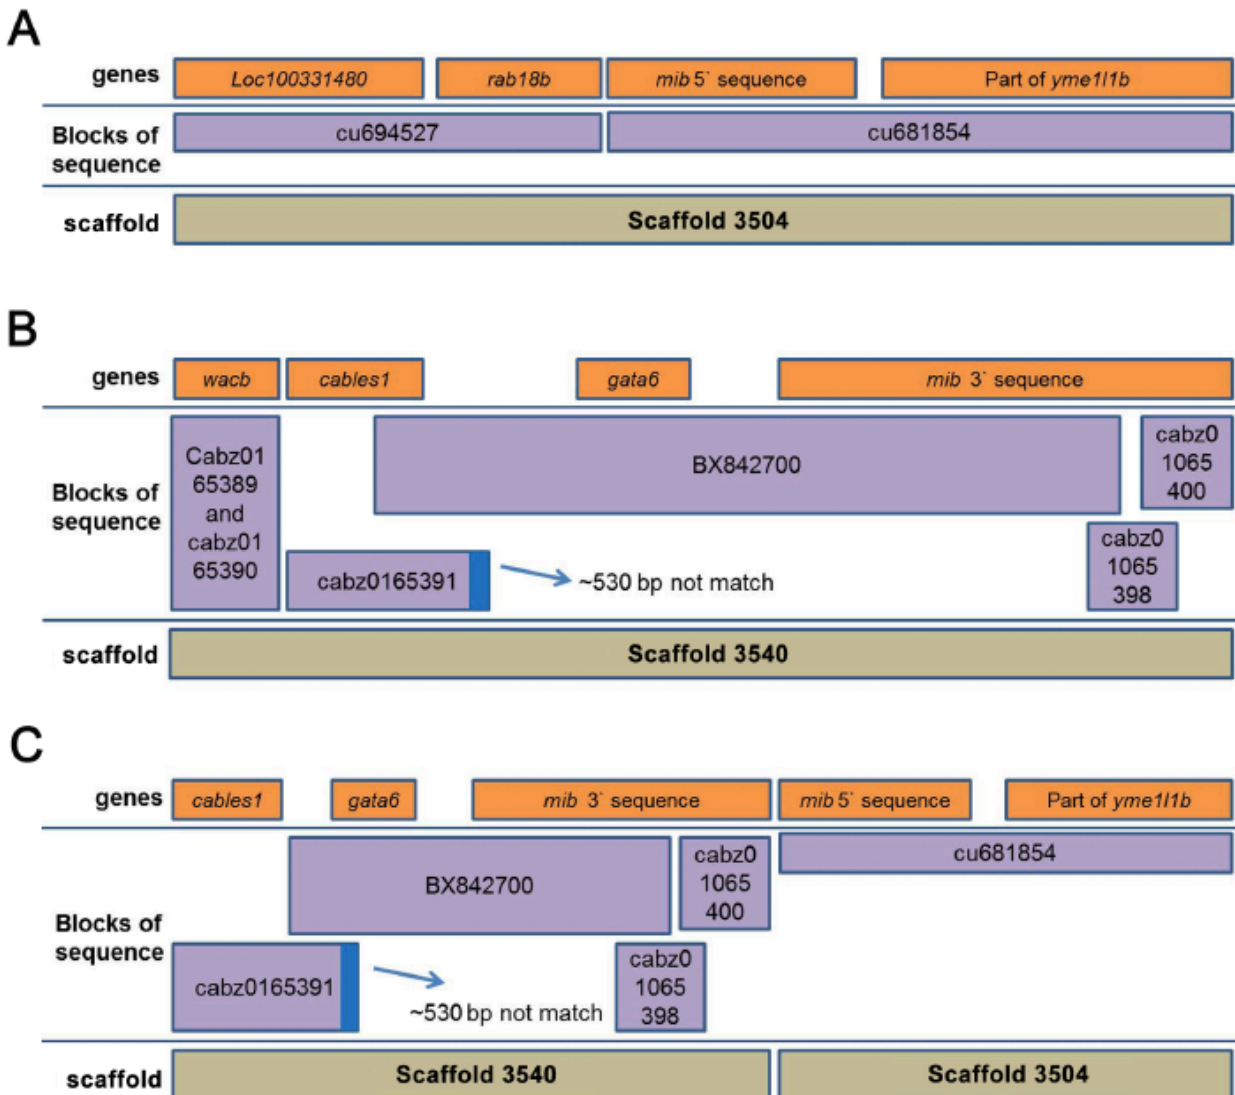 A
genes
Loc100331480
rab18b
mib 5` sequence
Part of yme1l1b
Blocks of
sequence
cu694527
cu681854
scaffold
Scaffold 3504
B
genes
wacb
cables1
gata6
mib 3` sequence
Blocks of
sequence
Cabz01
65389
and
cabz01
65390
BX842700
cabz0
1065
400
cabz0165391
~530 bp not match
cabz0
1065
398
scaffold
Scaffold 3540
C
genes
cables1
gata6
mib 3` sequence
mib 5` sequence
Part of yme1l1b
Blocks of
sequence
BX842700
cabz0
1065
400
cu681854
cabz0165391
~530 bp not match
cabz0
1065
398
scaffold
Scaffold 3540
Scaffold 3504